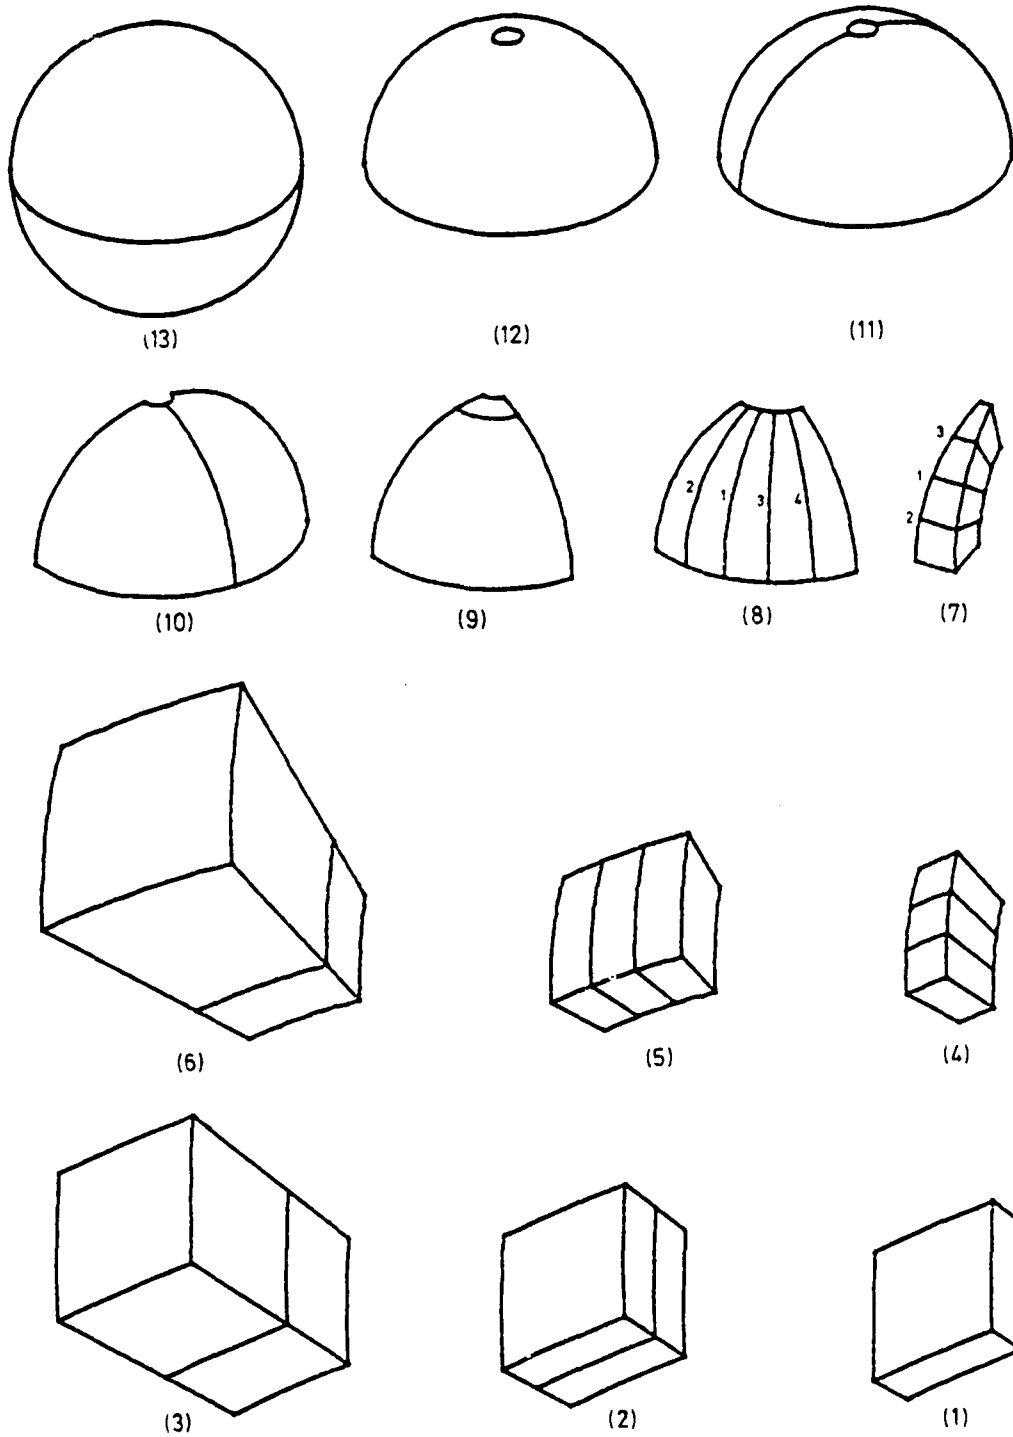 (13) (12) (11)
2 1 3 4 3 1 2
(10) (9) (8) (7)
(6) (5) (4)
(3) (2) (1)